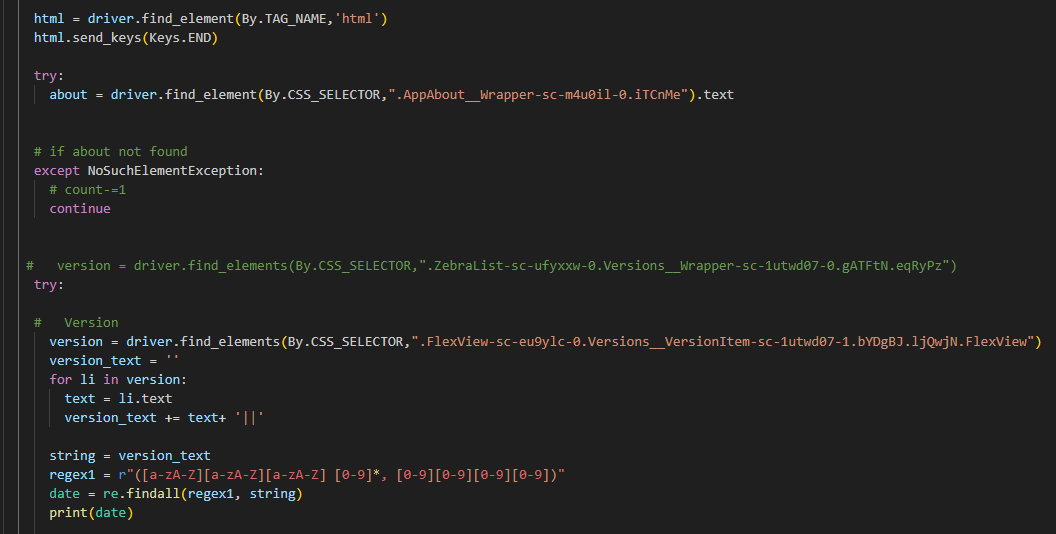 html = driver.find_element(By.TAG_NAME,'html')
html.send_keys(Keys.END)
try:
about = driver.find_element(By.CSS_SELECTOR,".AppAbout__Wrapper-sc-m4u0il-0.iTCnMe").text
# if about not found
except NoSuchElementException:
# count-=1
continue
#   version = driver.find_elements(By.CSS_SELECTOR,".ZebraList-sc-ufyxxw-0.Versions__Wrapper-sc-1utwd07-0.gATFtN.eqRyPz")
try:
#   Version
version = driver.find_elements(By.CSS_SELECTOR,".FlexView-sc-eu9ylc-0.Versions__VersionItem-sc-1utwd07-1.bYDgBJ.ljQwjN.FlexView")
version_text = ''
for li in version:
text = li.text
version_text += text+ '||'
string = version_text
regex1 = r"([a-zA-Z][a-zA-Z][a-zA-Z] [0-9]*, [0-9][0-9][0-9][0-9])"
date = re.findall(regex1, string)
print(date)